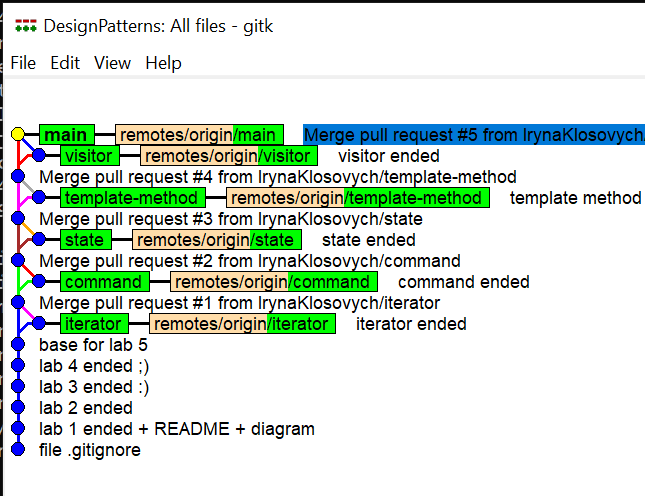 DesignPatterns: All files - gitk
File Edit View Help
main remotes/origin/main Merge pull request #5 from IrynaKlosovych
visitor remotes/origin/visitor visitor ended
Merge pull request #4 from IrynaKlosovych/template-method
template-method remotes/origin/template-method template method
Merge pull request #3 from IrynaKlosovych/state
state remotes/origin/state state ended
Merge pull request #2 from IrynaKlosovych/command
command remotes/origin/command command ended
Merge pull request #1 from IrynaKlosovych/iterator
iterator remotes/origin/iterator iterator ended
base for lab 5
lab 4 ended ;)
lab 3 ended :)
lab 2 ended
lab 1 ended + README + diagram
file .gitignore